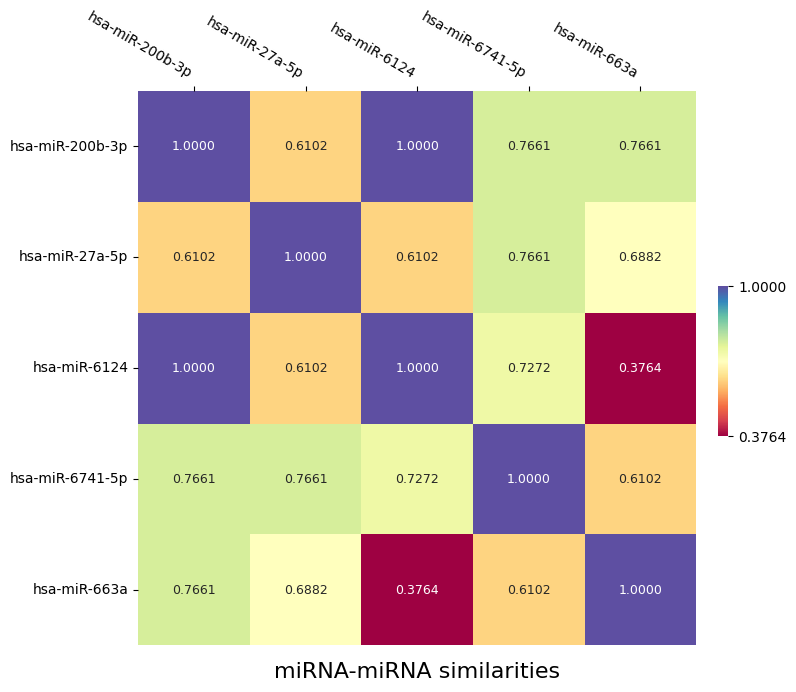 hsa-miR-200b-3p
hsa-miR-27a-5p
hsa-miR-6124
hsa-miR-6741-5p
hsa-miR-663a
hsa-miR-200b-3p 1.0000 0.6102 1.0000 0.7661 0.7661
hsa-miR-27a-5p 0.6102 1.0000 0.6102 0.7661 0.6882
hsa-miR-6124 1.0000 0.6102 1.0000 0.7272 0.3764
hsa-miR-6741-5p 0.7661 0.7661 0.7272 1.0000 0.6102
hsa-miR-663a 0.7661 0.6882 0.3764 0.6102 1.0000
1.0000
0.3764
miRNA-miRNA similarities